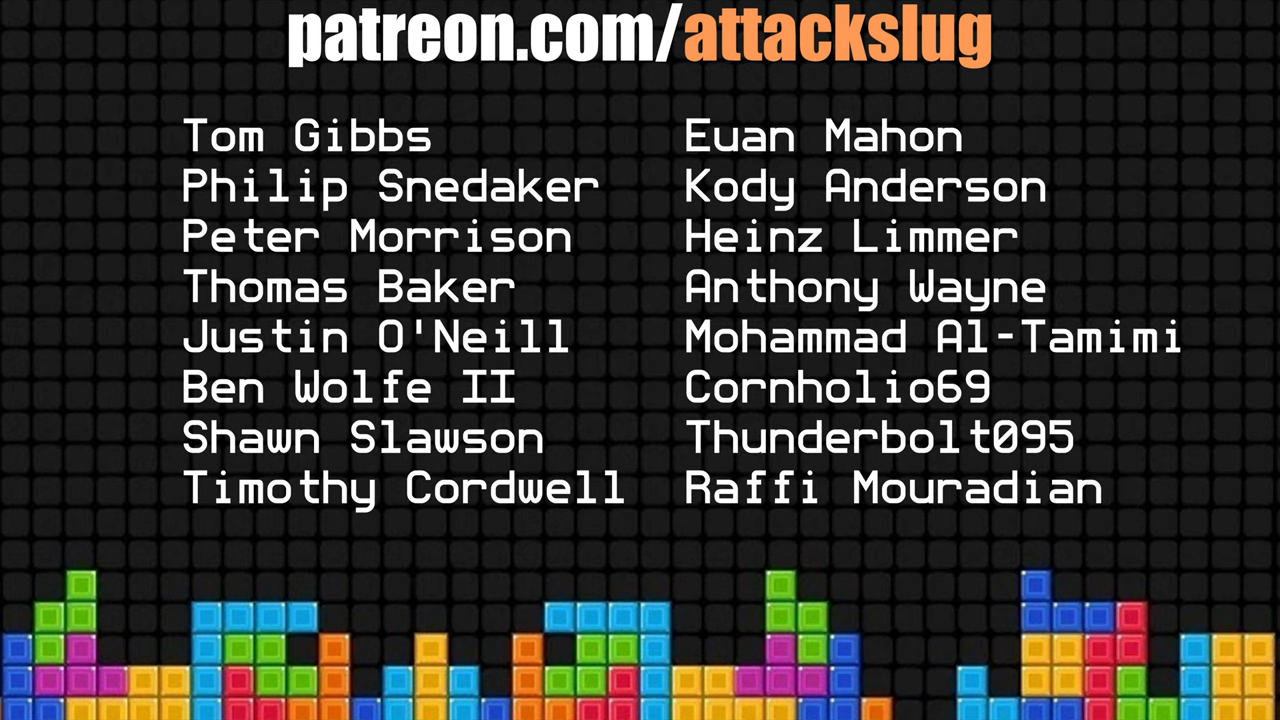 patreon.com/attackslug
Tom Gibbs
Philip Snedaker
Peter Morrison
Thomas Baker
Justin O'Neill
Ben Wolfe II
Shawn Slawson
Timothy Cordwell
Euan Mahon
Kody Anderson
Heinz Limmer
Anthony Wayne
Mohammad Al-Tamimi
Cornholio69
Thunderbolt095
Raffi Mouradian